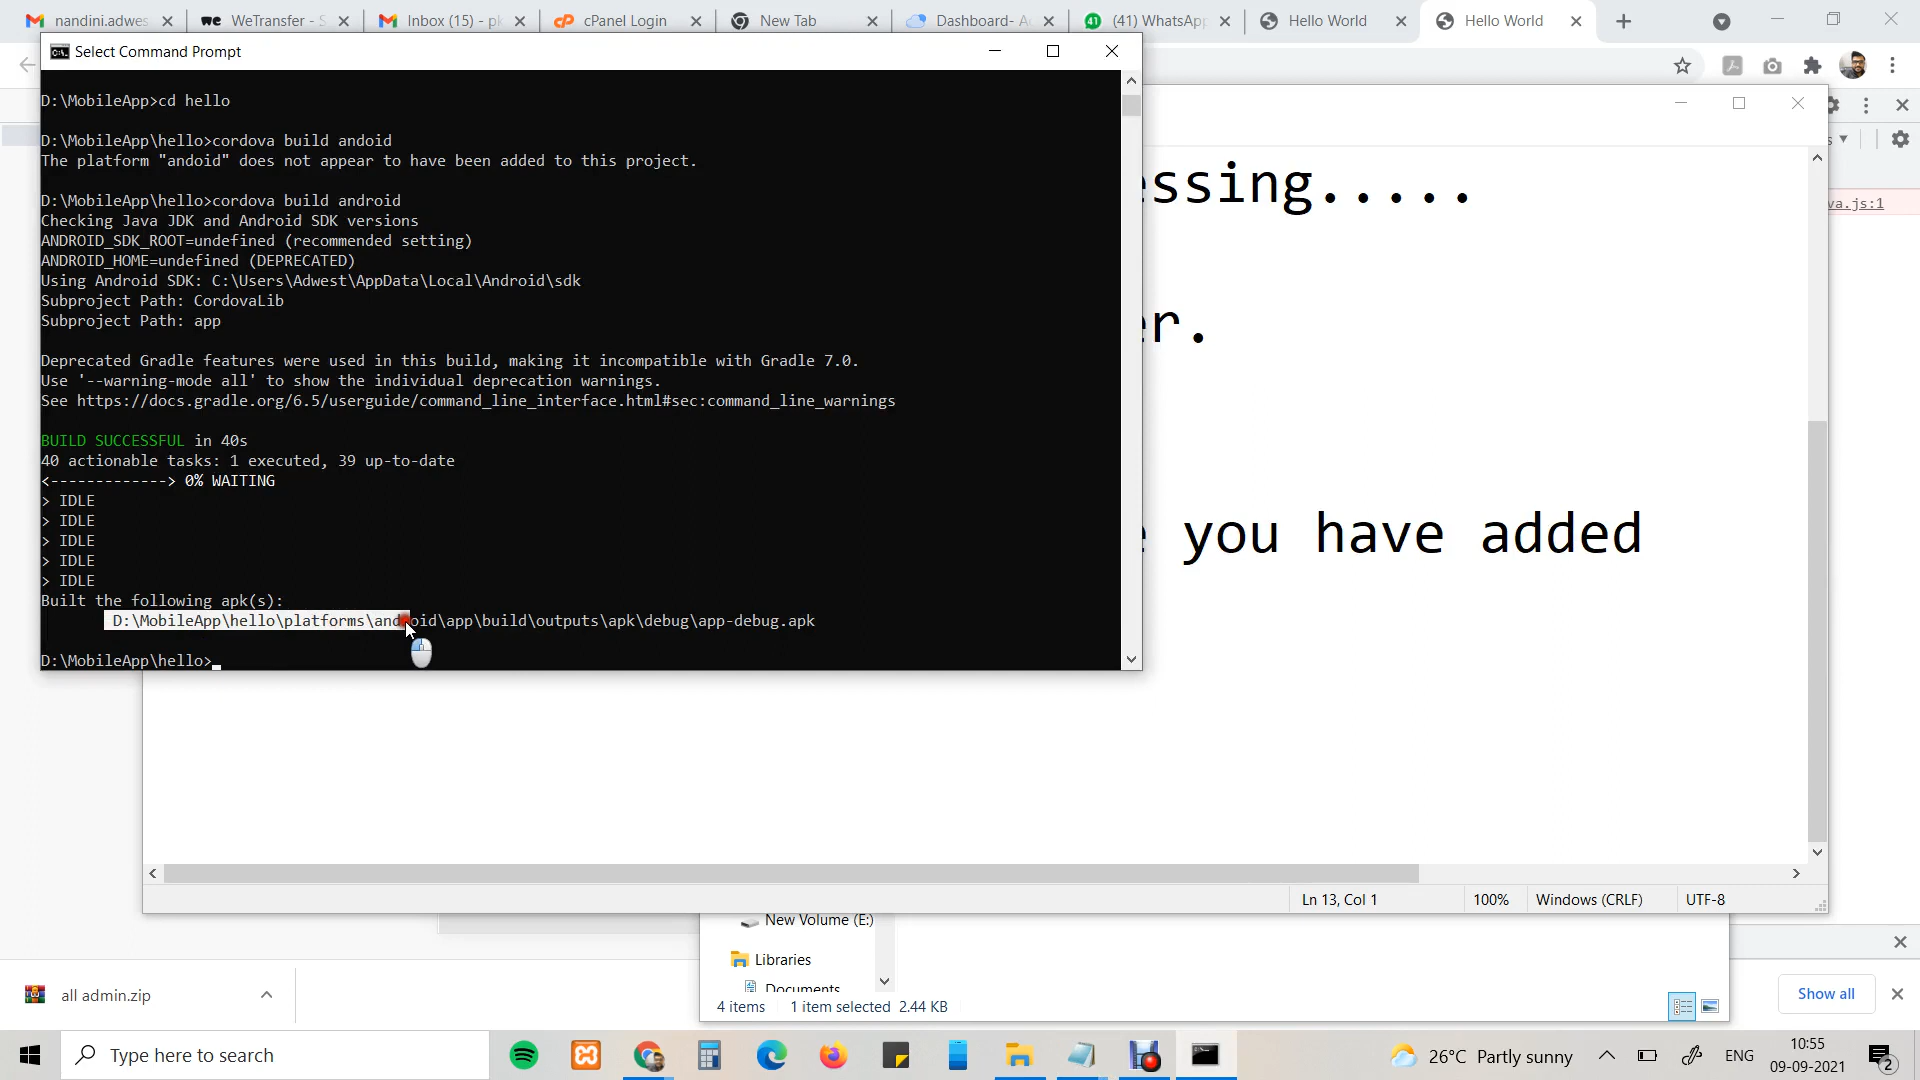 nandini.adwes
WeTransfer - S
Inbox (15) - pk
cPanel Login
New Tab
Dashboard- A
41
(41) WhatsApp
Hello World
Hello World
Select Command Prompt
D:\MobileApp>cd hello
D:\MobileApp\hello>cordova build andoid
The platform "andoid" does not appear to have been added to this project.
D:\MobileApp\hello>cordova build android
Checking Java JDK and Android SDK versions
ANDROID_SDK_ROOT=undefined (recommended setting)
ANDROID_HOME=undefined (DEPRECATED)
Using Android SDK: C:\Users\Adwest\AppData\Local\Android\sdk
Subproject Path: CordovaLib
Subproject Path: app
Deprecated Gradle features were used in this build, making it incompatible with Gradle 7.0.
Use '--warning-mode all' to show the individual deprecation warnings.
See https://docs.gradle.org/6.5/userguide/command_line_interface.html#sec:command_line_warnings
BUILD SUCCESSFUL in 40s
40 actionable tasks: 1 executed, 39 up-to-date
<-------------> 0% WAITING
> IDLE
> IDLE
> IDLE
> IDLE
> IDLE
Built the following apk(s):
D:\MobileApp\hello\platforms\android\app\build\outputs\apk\debug\app-debug.apk
D:\MobileApp\hello>
essing.....
er.
e you have added
s
va.js:1
Ln 13, Col 1
100%
Windows (CRLF)
UTF-8
New Volume (E:)
Libraries
Documents
4 items
1 item selected 2.44 KB
all admin.zip
Show all
Type here to search
26°C Partly sunny
ENG
10:55
09-09-2021
2